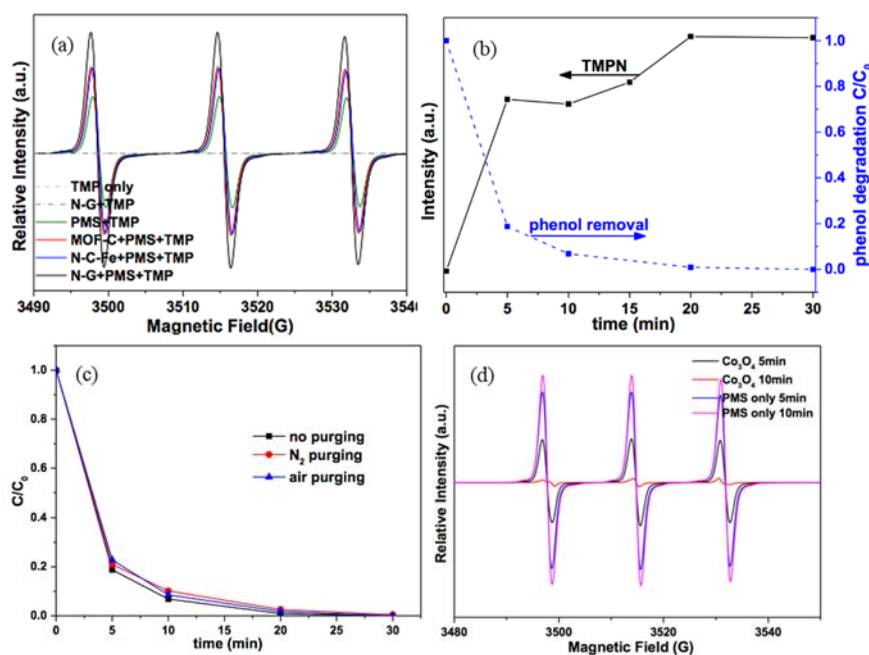 (a)
Relative Intensity (a.u.)
TMP only
N-G+TMP
PMS+TMP
MOF-C+PMS+TMP
N-C-Fe+PMS+TMP
N-G+PMS+TMP
3490 3500 3510 3520 3530 3540
Magnetic Field(G)
(b)
Intensity (a.u.)
TMPN
phenol removal
1.0
0.8
0.6
0.4
0.2
0.0
phenol degradation C/C₀
0 5 10 15 20 25 30
time (min)
(c)
C/C₀
1.0
0.8
0.6
0.4
0.2
0.0
no purging
N₂ purging
air purging
0 5 10 15 20 25 30
time (min)
(d)
Relative Intensity (a.u.)
Co₃O₄ 5min
Co₃O₄ 10min
PMS only 5min
PMS only 10min
3480 3500 3520 3540
Magnetic Field (G)